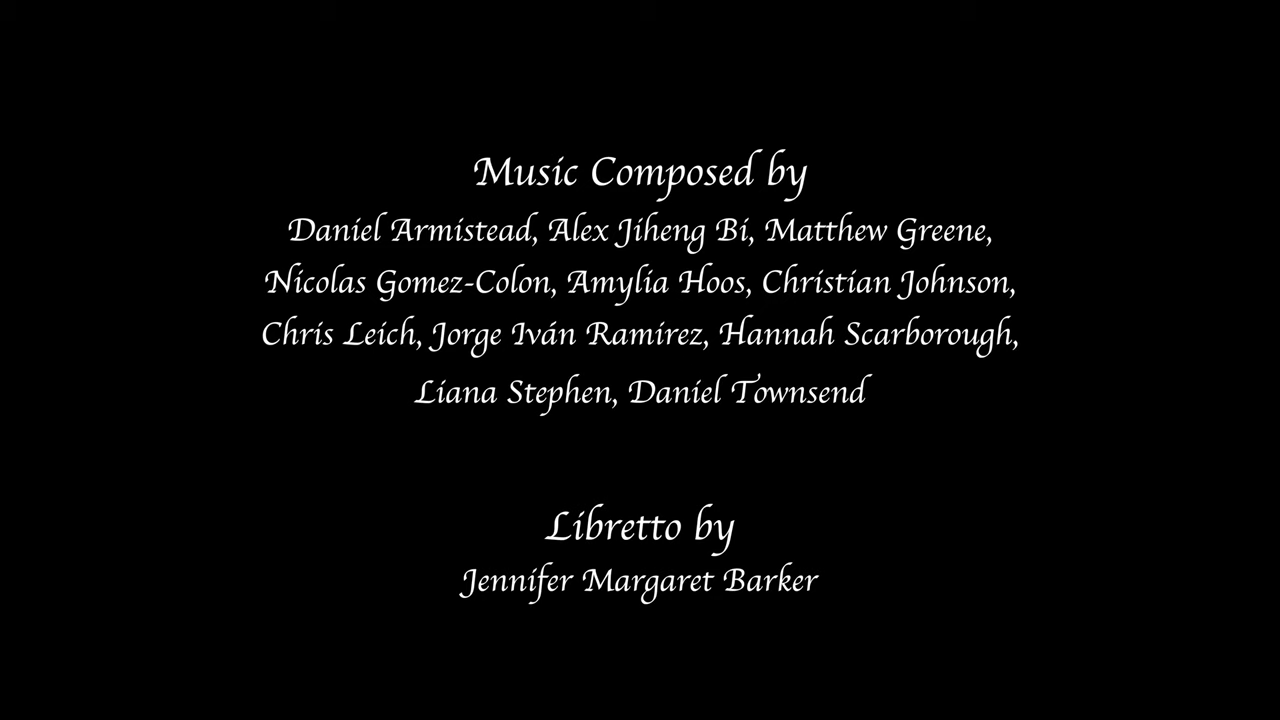 Music Composed by
Daniel Armistead, Alex Jiheng Bi, Matthew Greene,
Nicolas Gomez-Colon, Amylia Hoos, Christian Johnson,
Chris Leich, Jorge Iván Ramírez, Hannah Scarborough,
Liana Stephen, Daniel Townsend
Libretto by
Jennifer Margaret Barker